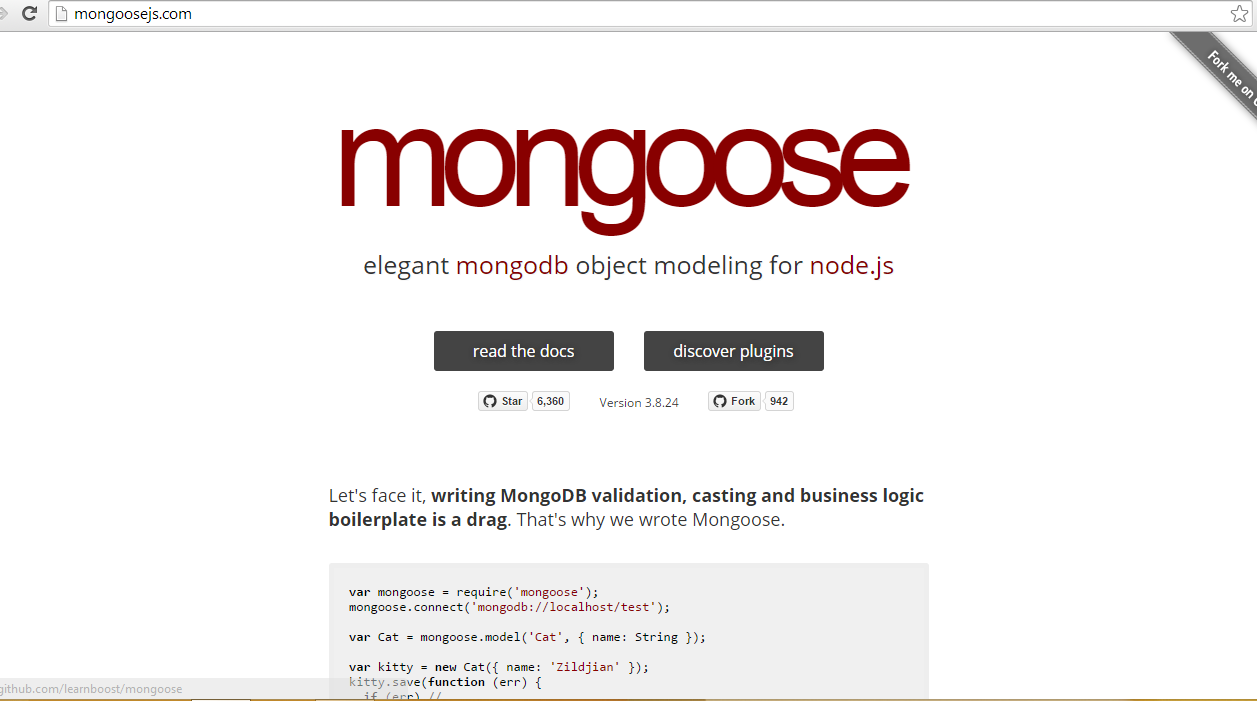 mongoosejs.com
Fork me on
mongoose
elegant mongodb object modeling for node.js
read the docs
discover plugins
Star 6,360
Version 3.8.24
Fork 942
Let's face it, writing MongoDB validation, casting and business logic
boilerplate is a drag. That's why we wrote Mongoose.
var mongoose = require('mongoose');
mongoose.connect('mongodb://localhost/test');
var Cat = mongoose.model('Cat', { name: String });
var kitty = new Cat({ name: 'Zildjian' });
kitty.save(function (err) {
if (err) //
github.com/learnboost/mongoose